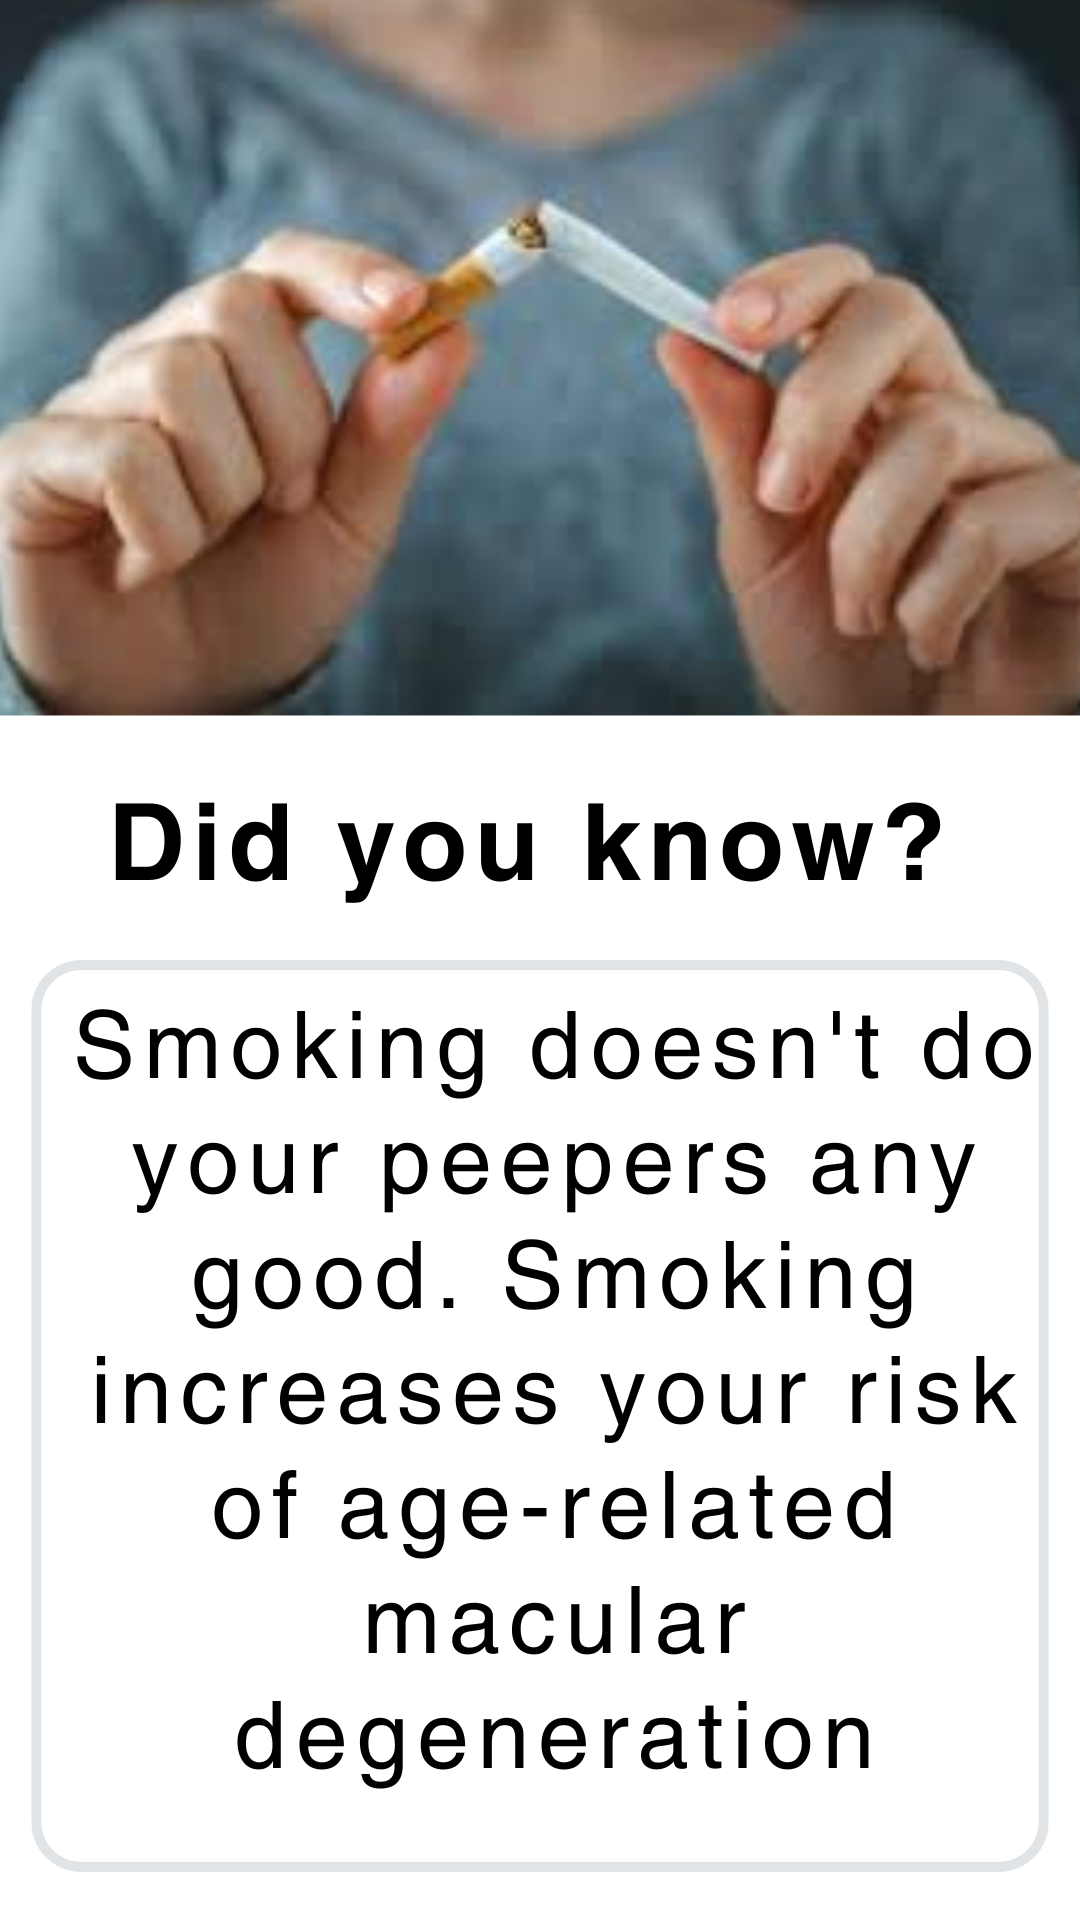 Did you know?
Smoking doesn't do
your peepers any
good. Smoking
increases your risk
of age-related
macular
degeneration